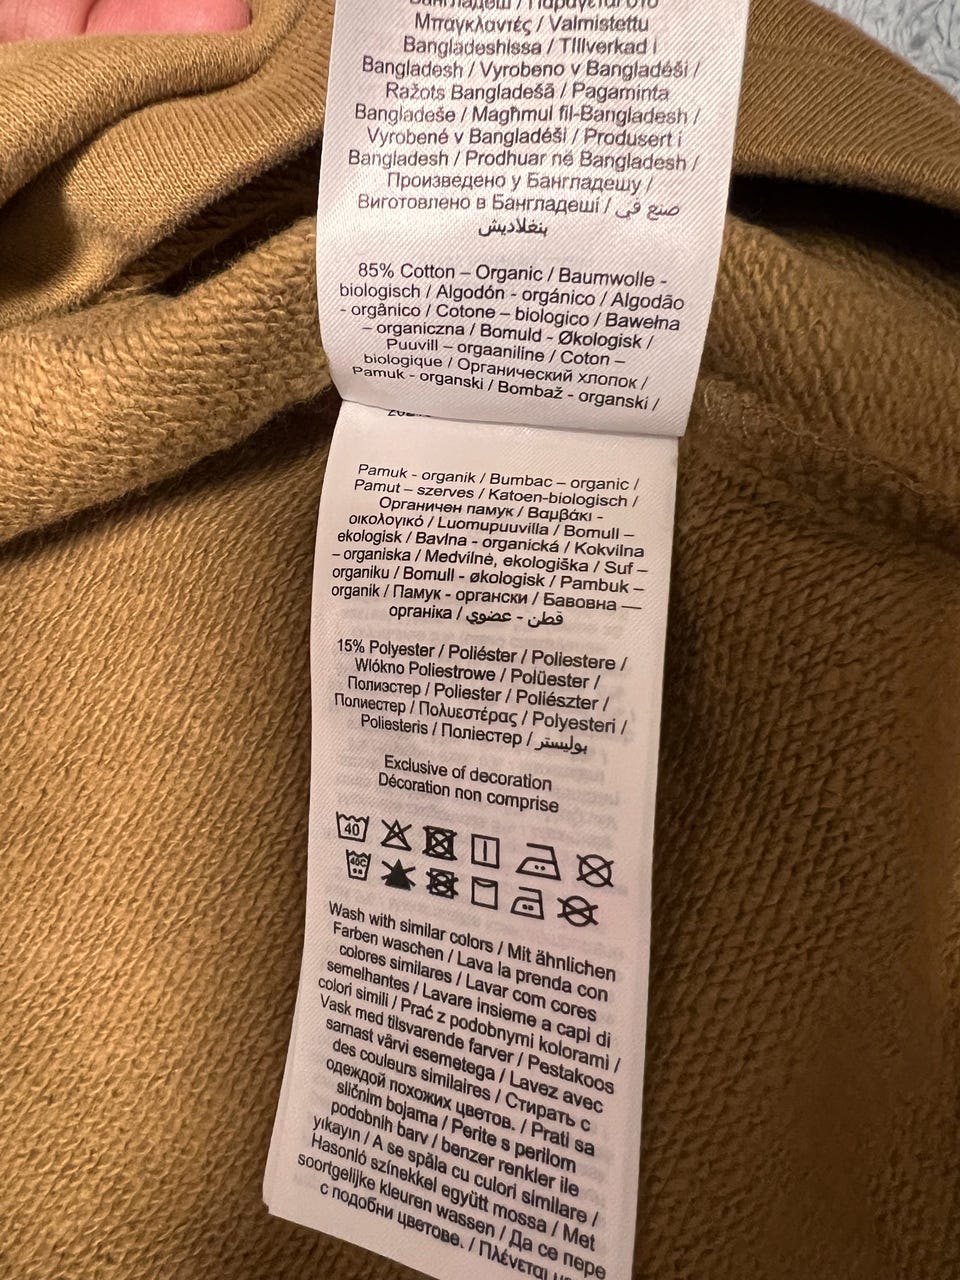 Μπαγκλαντές / Valmistettu
Bangladeshissa / Tillverkad i
Bangladesh / Vyrobeno v Bangladéši /
Ražots Bangladešā / Pagaminta
Bangladeše / Magħmul fil-Bangladesh /
Vyrobené v Bangladéši / Produsert i
Bangladesh / Prodhuar në Bangladesh /
Произведено у Бангладешу /
Виготовлено в Бангладеші / صنع في
بنغلاديش
85% Cotton – Organic / Baumwolle -
biologisch / Algodón - orgánico / Algodão
- orgânico / Cotone – biologico / Bawełna
– organiczna / Bomuld - Økologisk /
Puuvill – orgaaniline / Coton –
biologique / Органический хлопок /
Pamuk - organski / Bombaž - organski /
Pamuk - organik / Bumbac – organic /
Pamut – szerves / Katoen-biologisch /
Органичен памук / Βαμβάκι -
οικολογικό / Luomupuuvilla / Bomull –
ekologisk / Bavlna - organická / Kokvilna
– organiska / Medvilnė, ekologiška / Suf –
organiku / Bomull - økologisk / Pambuk –
organik / Памук - органски / Бавовна —
органіка / قطن - عضوي
15% Polyester / Poliéster / Poliestere /
Wlókno Poliestrowe / Polüester /
Полиэстер / Poliester / Poliészter /
Полиестер / Πολυεστέρας / Polyesteri /
Poliesteris / Поліестер / بوليستر
Exclusive of decoration
Décoration non comprise
40
40C
Wash with similar colors / Mit ähnlichen
Farben waschen / Lava la prenda con
colores similares / Lavar com cores
semelhantes / Lavare insieme a capi di
colori simili / Prać z podobnymi kolorami /
Vask med tilsvarende farver / Pestakoos
sarnast värvi esemetega / Lavez avec
des couleurs similaires / Стирать с
одеждой похожих цветов. / Prati sa
sličnim bojama / Perite s perilom
podobnih barv / benzer renkler ile
yıkayın / A se spăla cu culori similare /
Hasonló színekkel együtt mossa / Met
soortgelijke kleuren wassen / Да се пере
с подобни цветове. / Πλένεται